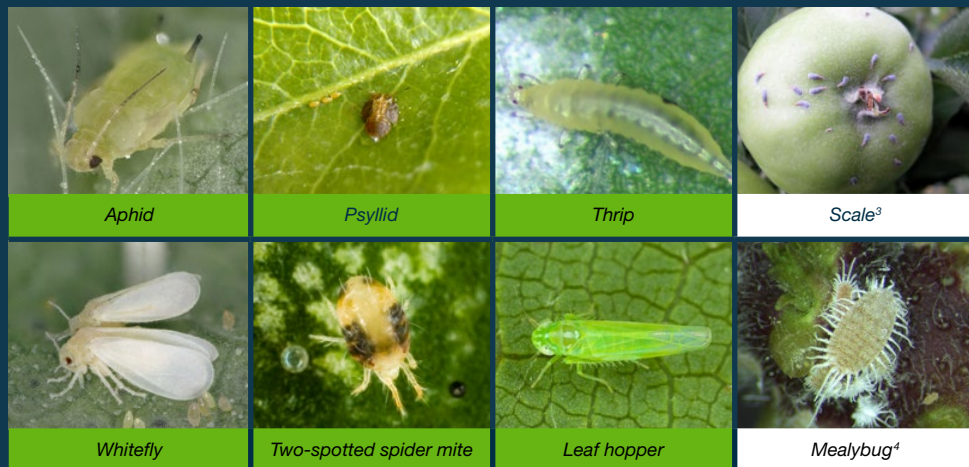 Aphid
Psyllid
Thrip
Scale³
Whitefly
Two-spotted spider mite
Leaf hopper
Mealybug⁴